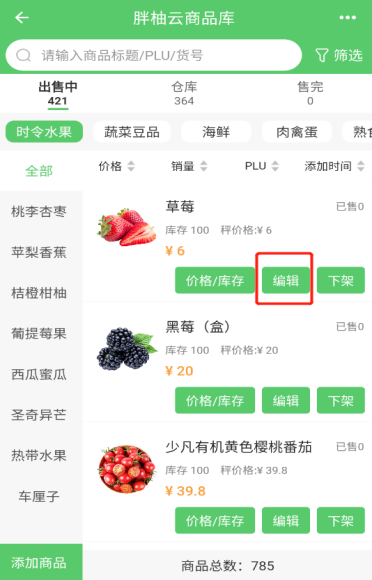 胖柚云商品库
请输入商品标题/PLU/货号
筛选
出售中
421
仓库
364
售完
0
时令水果
蔬菜豆品
海鲜
肉禽蛋
熟食
全部
桃李杏枣
苹梨香蕉
桔橙柑柚
葡提莓果
西瓜蜜瓜
圣奇异芒
热带水果
车厘子
添加商品
价格
销量
PLU
添加时间
草莓
已售0
库存 100 秤价格:¥ 6
¥ 6
价格/库存
编辑
下架
黑莓（盒）
已售0
库存 100 秤价格:¥ 20
¥ 20
价格/库存
编辑
下架
少凡有机黄色樱桃番茄
已售0
库存 100 秤价格:¥ 39.8
¥ 39.8
价格/库存
编辑
下架
商品总数：785